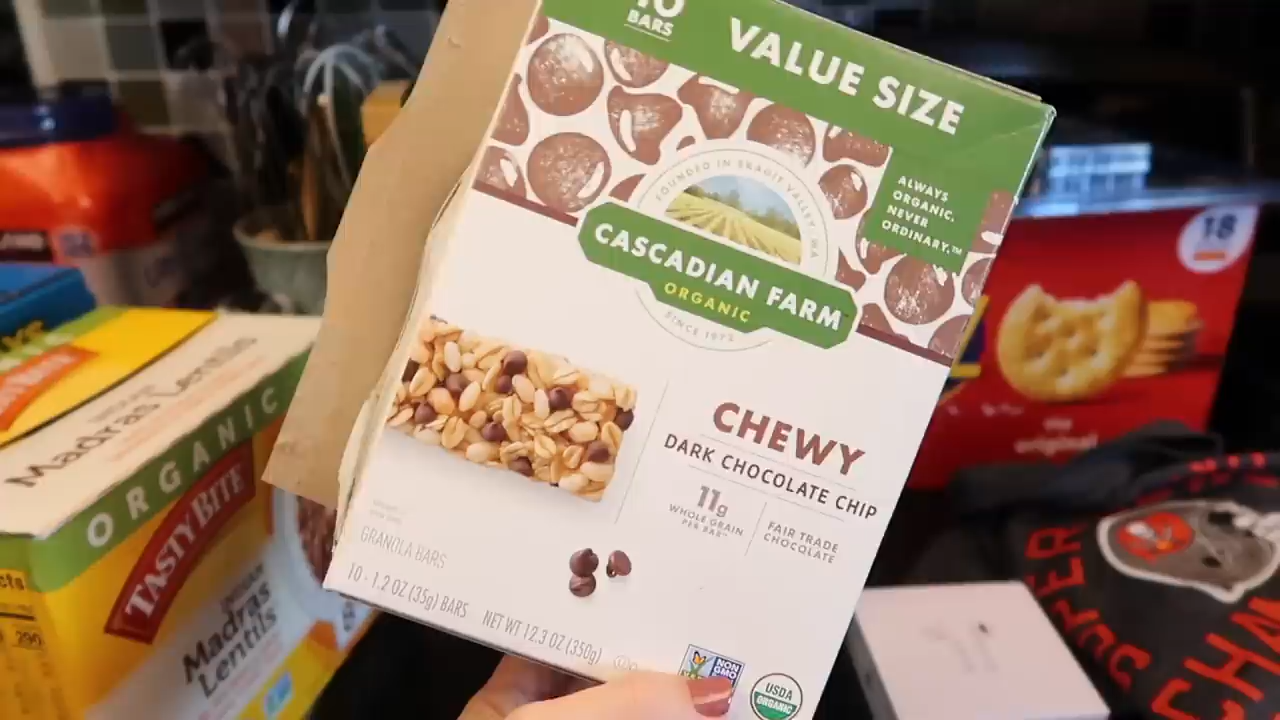 10
BARS
VALUE SIZE
FOUNDED IN SKAGIT VALLEY, WA
ALWAYS
ORGANIC.
NEVER
ORDINARY.™
CASCADIAN FARM
ORGANIC
SINCE 1972
CHEWY
DARK CHOCOLATE CHIP
11g
WHOLE GRAIN
PER BAR
FAIR TRADE
CHOCOLATE
GRANOLA BARS
10 - 1.2 OZ (35g) BARS NET WT 12.3 OZ (350g)
NON
GMO
USDA
ORGANIC
Madras Lentils
ORGANIC
TASTY BITE
Madras
Lentils
290
18
original
CHA